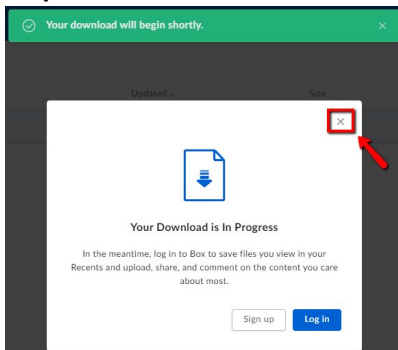 Your download will begin shortly.
Updated
Size
Your Download is In Progress
In the meantime, log in to Box to save files you view in your
Recents and upload, share, and comment on the content you care
about most.
Sign up
Log in